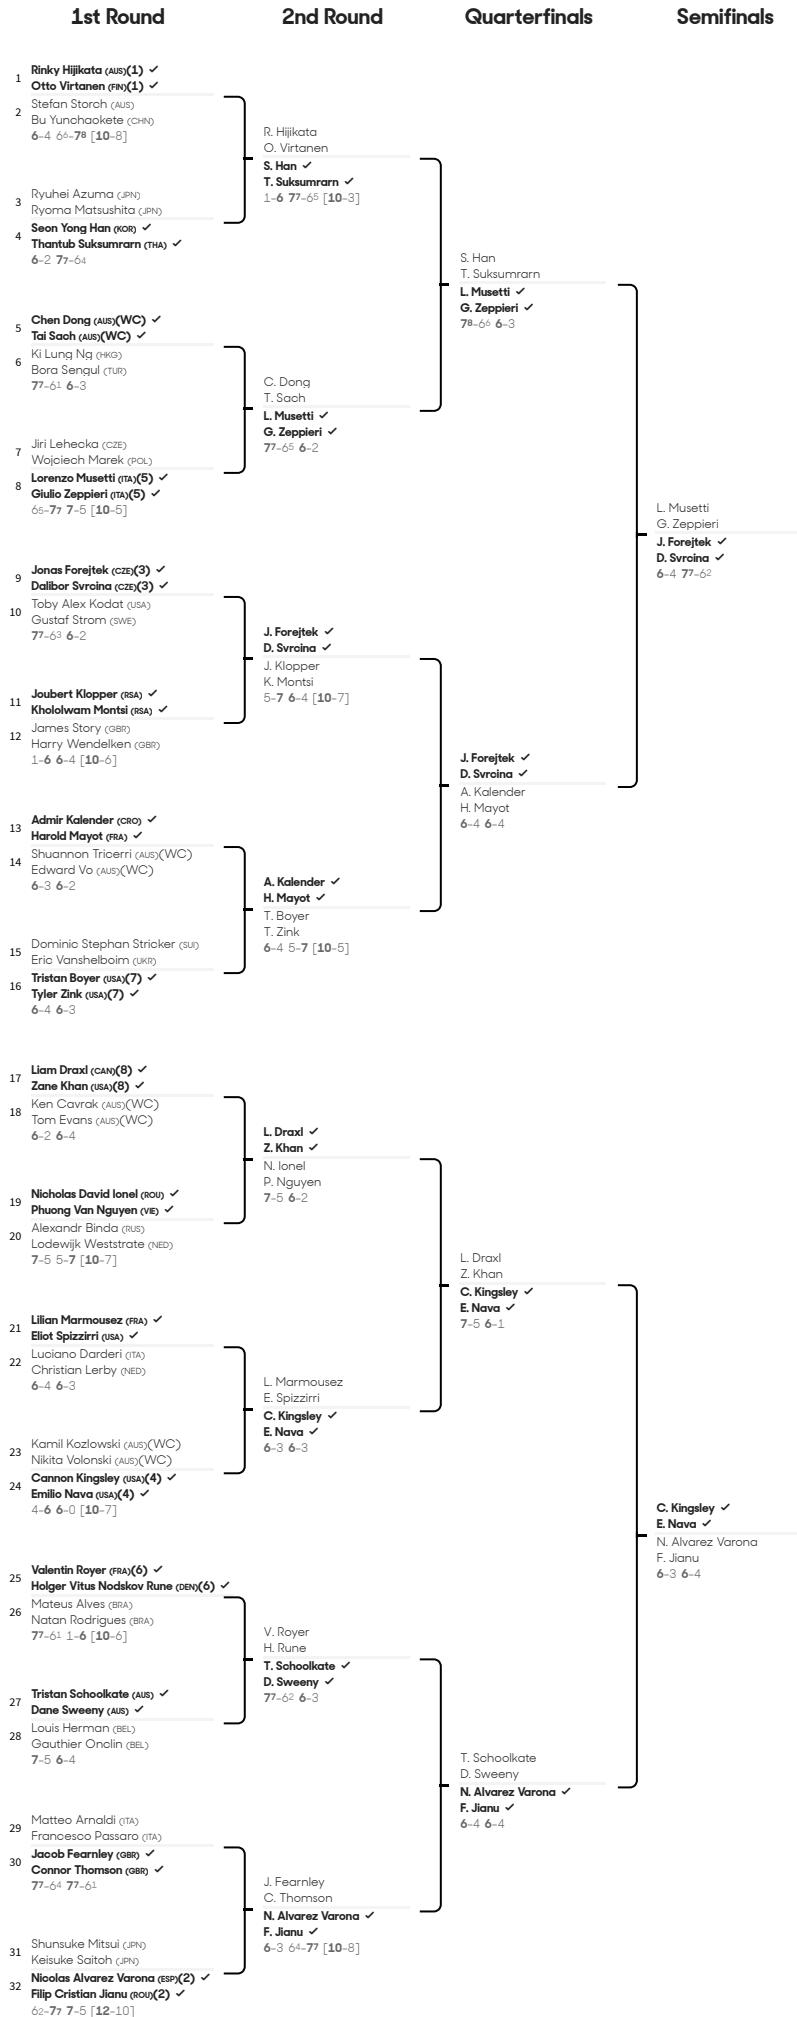 1st Round
2nd Round
Quarterfinals
Semifinals
1
Rinky Hijikata (AUS)(1) ✓
Otto Virtanen (FIN)(1) ✓
2
Stefan Storch (AUS)
Bu Yunchaokete (CHN)
6-4 6⁶-7⁸ [10-8]
3
Ryuhei Azuma (JPN)
Ryoma Matsushita (JPN)
4
Seon Yong Han (KOR) ✓
Thantub Suksumrarn (THA) ✓
6-2 7⁷-6⁴
5
Chen Dong (AUS)(WC) ✓
Tai Sach (AUS)(WC) ✓
6
Ki Lung Ng (HKG)
Bora Sengul (TUR)
7⁷-6¹ 6-3
7
Jiri Lehecka (CZE)
Wojciech Marek (POL)
8
Lorenzo Musetti (ITA)(5) ✓
Giulio Zeppieri (ITA)(5) ✓
6⁵-7⁷ 7-5 [10-5]
9
Jonas Forejtek (CZE)(3) ✓
Dalibor Svrcina (CZE)(3) ✓
10
Toby Alex Kodat (USA)
Gustaf Strom (SWE)
7⁷-6³ 6-2
11
Joubert Klopper (RSA) ✓
Khololwam Montsi (RSA) ✓
12
James Story (GBR)
Harry Wendelken (GBR)
1-6 6-4 [10-6]
13
Admir Kalender (CRO) ✓
Harold Mayot (FRA) ✓
14
Shuannon Tricerri (AUS)(WC)
Edward Vo (AUS)(WC)
6-3 6-2
15
Dominic Stephan Stricker (SUI)
Eric Vanshelboim (UKR)
16
Tristan Boyer (USA)(7) ✓
Tyler Zink (USA)(7) ✓
6-4 6-3
17
Liam Draxl (CAN)(8) ✓
Zane Khan (USA)(8) ✓
18
Ken Cavrak (AUS)(WC)
Tom Evans (AUS)(WC)
6-2 6-4
19
Nicholas David Ionel (ROU) ✓
Phuong Van Nguyen (VIE) ✓
20
Alexandr Binda (RUS)
Lodewijk Weststrate (NED)
7-5 5-7 [10-7]
21
Lilian Marmousez (FRA) ✓
Eliot Spizzirri (USA) ✓
22
Luciano Darderi (ITA)
Christian Lerby (NED)
6-4 6-3
23
Kamil Kozlowski (AUS)(WC)
Nikita Volonski (AUS)(WC)
24
Cannon Kingsley (USA)(4) ✓
Emilio Nava (USA)(4) ✓
4-6 6-0 [10-7]
25
Valentin Royer (FRA)(6) ✓
Holger Vitus Nodskov Rune (DEN)(6) ✓
26
Mateus Alves (BRA)
Natan Rodrigues (BRA)
7⁷-6¹ 1-6 [10-6]
27
Tristan Schoolkate (AUS) ✓
Dane Sweeny (AUS) ✓
28
Louis Herman (BEL)
Gauthier Onclin (BEL)
7-5 6-4
29
Matteo Arnaldi (ITA)
Francesco Passaro (ITA)
30
Jacob Fearnley (GBR) ✓
Connor Thomson (GBR) ✓
7⁷-6⁴ 7⁷-6¹
31
Shunsuke Mitsui (JPN)
Keisuke Saitoh (JPN)
32
Nicolas Alvarez Varona (ESP)(2) ✓
Filip Cristian Jianu (ROU)(2) ✓
6²-7⁷ 7-5 [12-10]
R. Hijikata
O. Virtanen
S. Han ✓
T. Suksumrarn ✓
1-6 7⁷-6⁵ [10-3]
C. Dong
T. Sach
L. Musetti ✓
G. Zeppieri ✓
7⁷-6⁵ 6-2
J. Forejtek ✓
D. Svrcina ✓
J. Klopper
K. Montsi
5-7 6-4 [10-7]
A. Kalender ✓
H. Mayot ✓
T. Boyer
T. Zink
6-4 5-7 [10-5]
L. Draxl ✓
Z. Khan ✓
N. Ionel
P. Nguyen
7-5 6-2
L. Marmousez
E. Spizzirri
C. Kingsley ✓
E. Nava ✓
6-3 6-3
V. Royer
H. Rune
T. Schoolkate ✓
D. Sweeny ✓
7⁷-6² 6-3
J. Fearnley
C. Thomson
N. Alvarez Varona ✓
F. Jianu ✓
6-3 6⁴-7⁷ [10-8]
S. Han
T. Suksumrarn
L. Musetti ✓
G. Zeppieri ✓
7⁸-6⁶ 6-3
J. Forejtek ✓
D. Svrcina ✓
A. Kalender
H. Mayot
6-4 6-4
L. Draxl
Z. Khan
C. Kingsley ✓
E. Nava ✓
7-5 6-1
T. Schoolkate
D. Sweeny
N. Alvarez Varona ✓
F. Jianu ✓
6-4 6-4
L. Musetti
G. Zeppieri
J. Forejtek ✓
D. Svrcina ✓
6-4 7⁷-6²
C. Kingsley ✓
E. Nava ✓
N. Alvarez Varona
F. Jianu
6-3 6-4